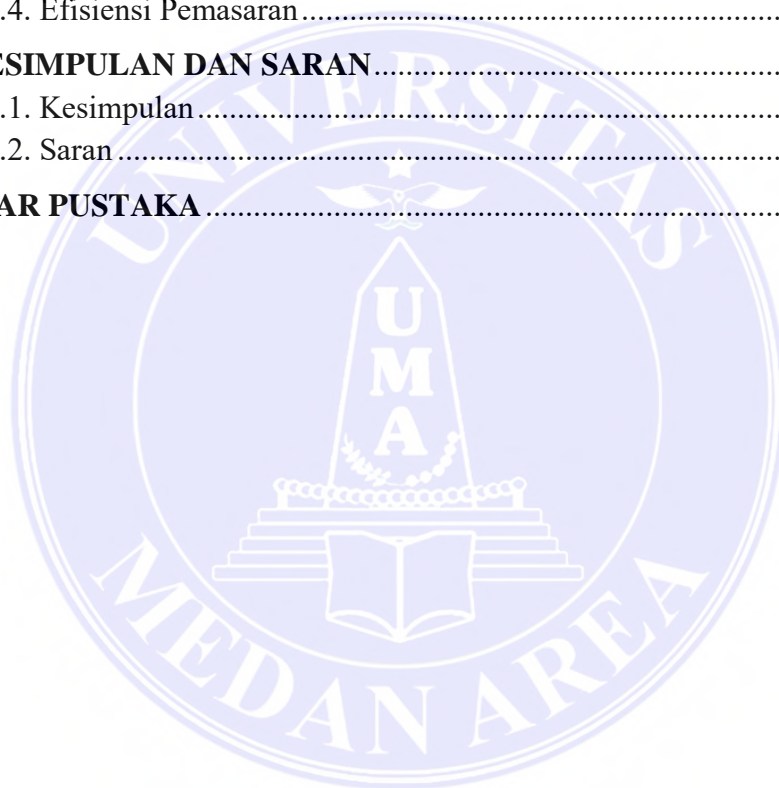 .4. Efisiensi Pemasaran........................................................
ESIMPULAN DAN SARAN..................................................
.1. Kesimpulan.....................................................................
.2. Saran...............................................................................
AR PUSTAKA......................................................................
UNIVERSITAS
U
M
A
MEDAN AREA